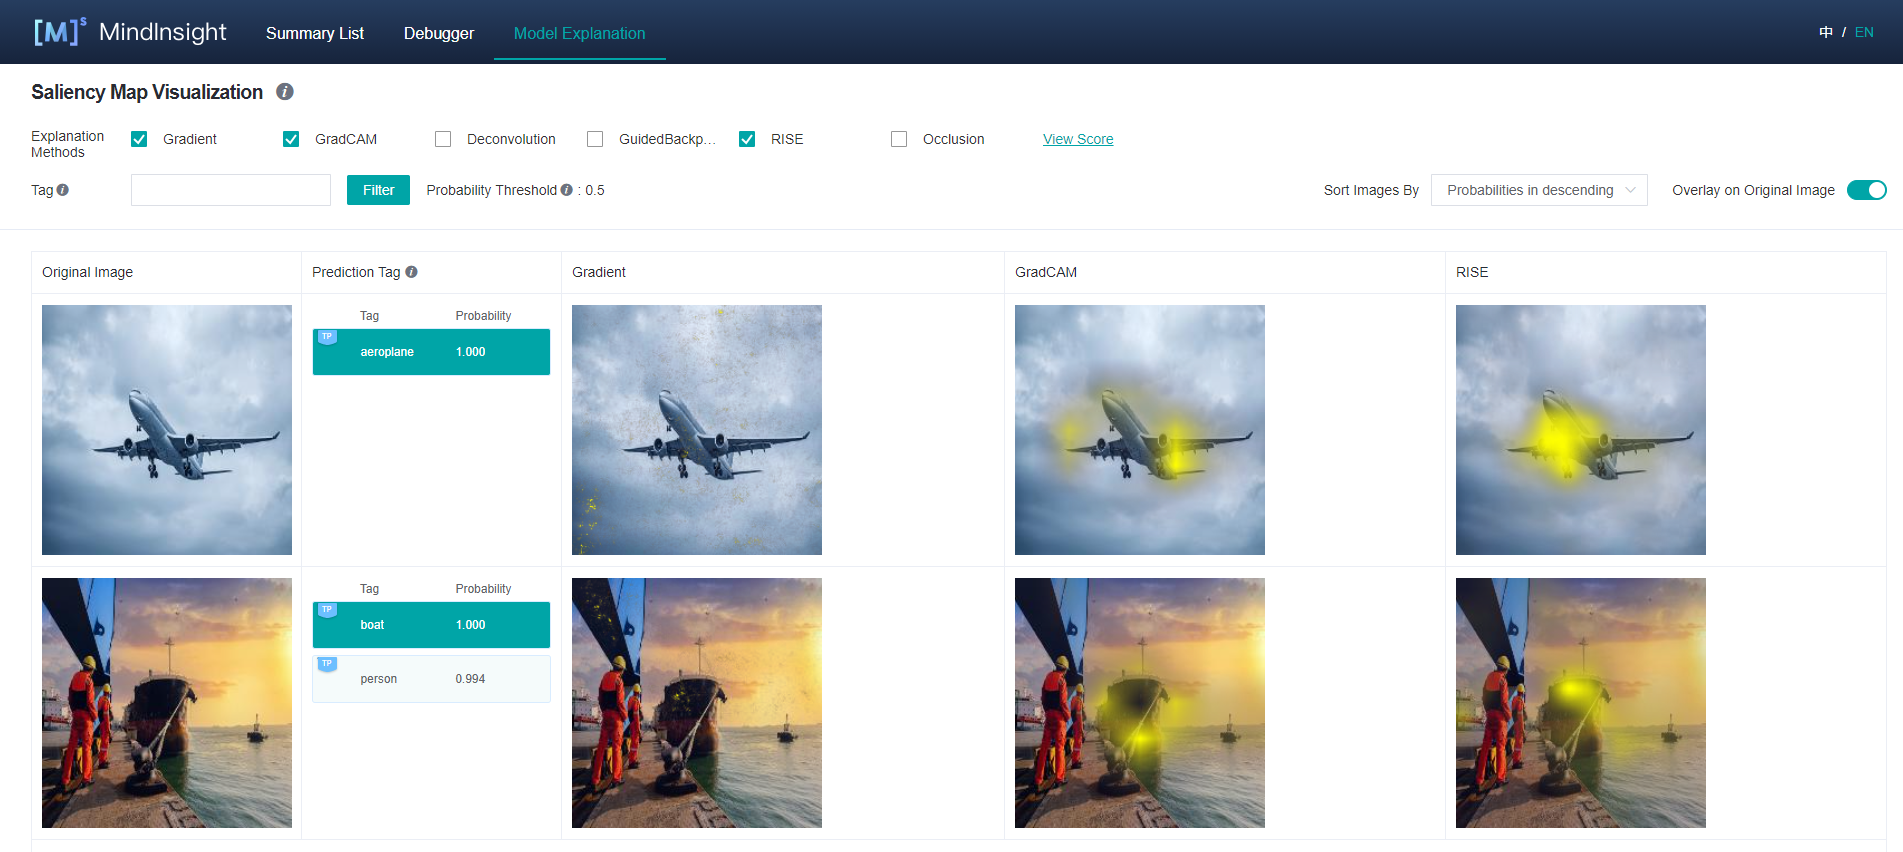 [M]s MindInsight Summary List Debugger Model Explanation 中 / EN
Saliency Map Visualization i
Explanation Methods Gradient GradCAM Deconvolution GuidedBackp... RISE Occlusion View Score
Tag i Filter Probability Threshold i : 0.5 Sort Images By Probabilities in descending Overlay on Original Image
Original Image Prediction Tag i Gradient GradCAM RISE
Tag Probability
TP
aeroplane 1.000
Tag Probability
TP
boat 1.000
TP
person 0.994